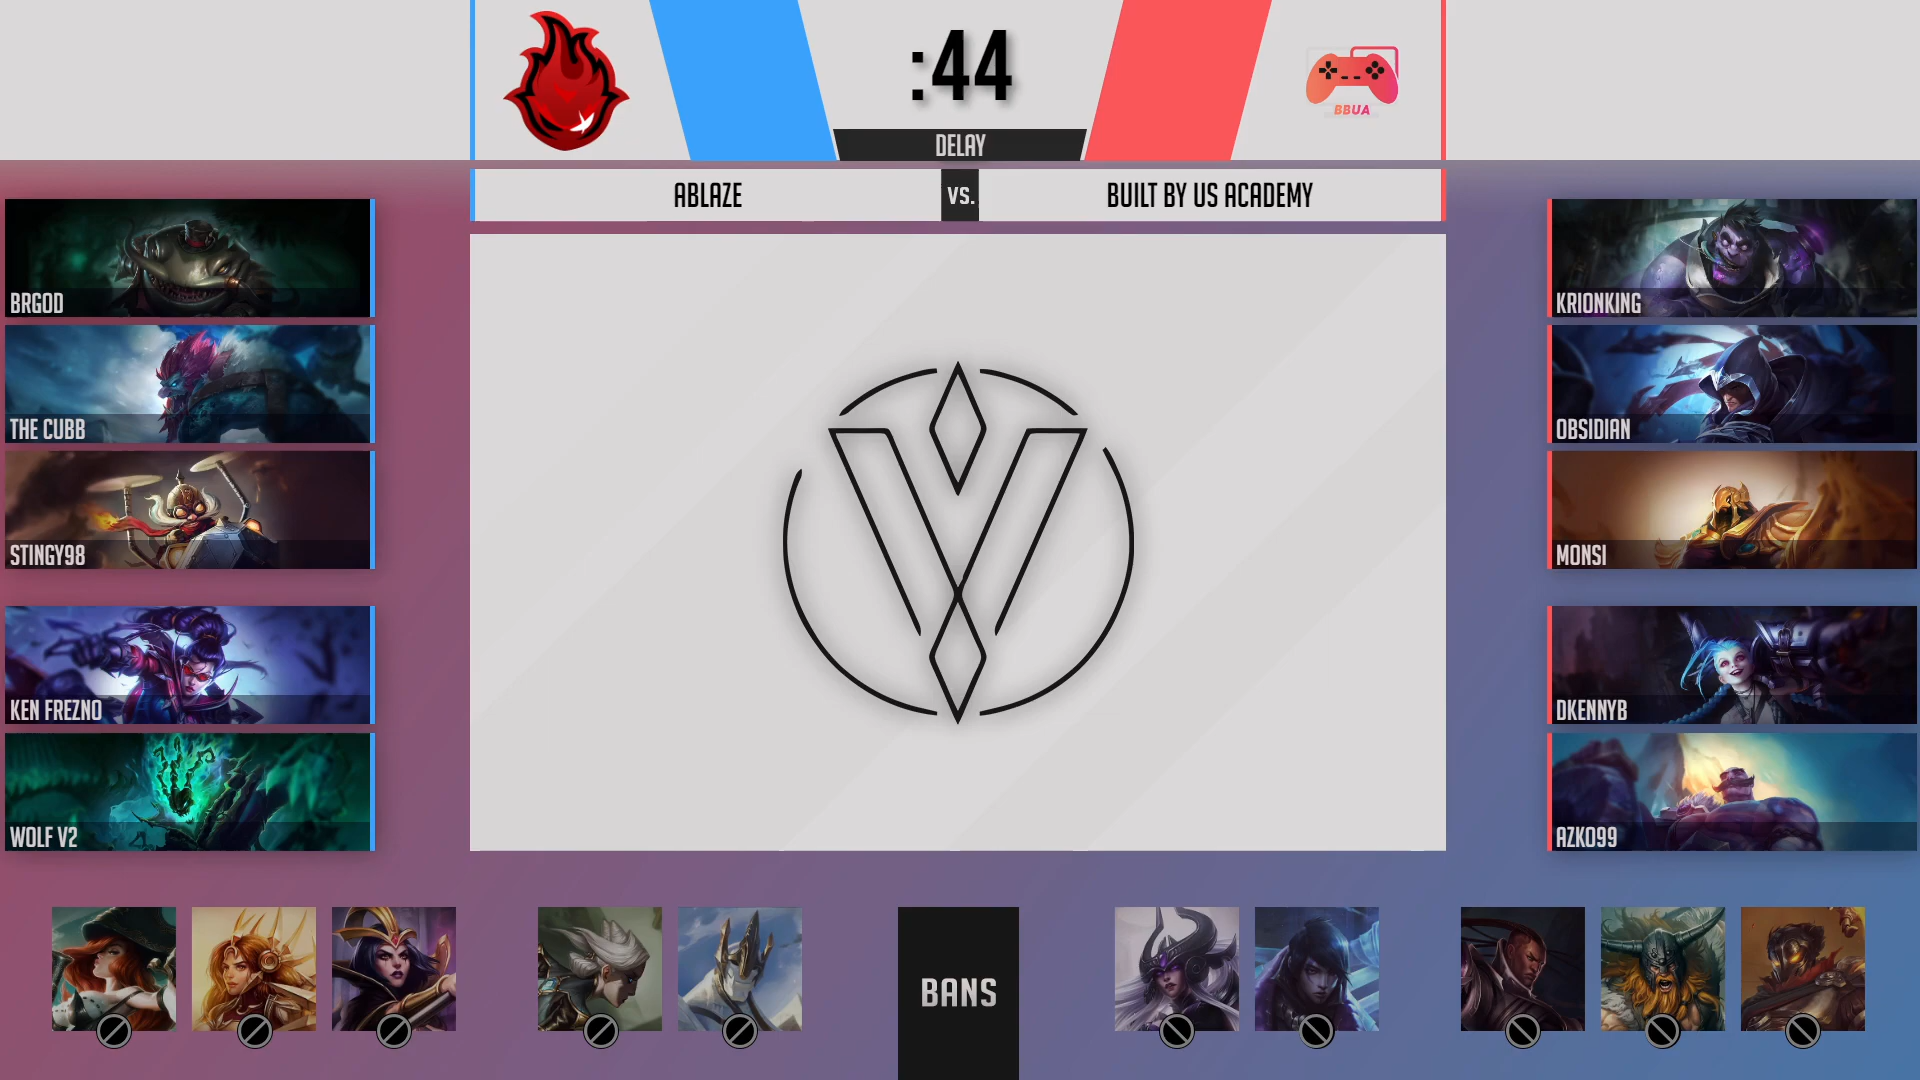 :44
BBUA
DELAY
ABLAZE
VS.
BUILT BY US ACADEMY
BRGOD
THE CUBB
STINGY98
KEN FREZNO
WOLF V2
KRIONKING
OBSIDIAN
MONSI
DKENNYB
AZKO99
BANS